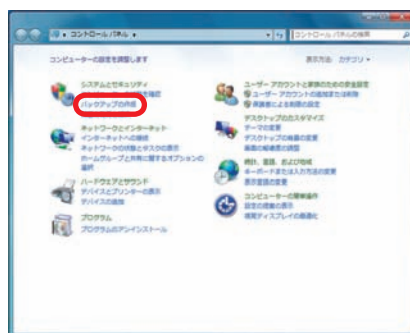 コントロール パネル
コントロール パネルの検索
コンピューターの設定を調整します
表示方法: カテゴリ
システムとセキュリティ
バックアップの作成
ネットワークとインターネット
インターネットへの接続
ネットワークの状態とタスクの表示
ホームグループと共有に関するオプションの
選択
ハードウェアとサウンド
デバイスとプリンターの表示
デバイスの追加
プログラム
プログラムのアンインストール
ユーザー アカウントと家族のための安全設定
ユーザー アカウントの追加または削除
保護者による制限の設定
デスクトップのカスタマイズ
テーマの変更
デスクトップの背景の変更
画面の解像度の調整
時計、言語、および地域
キーボードまたは入力方法の変更
表示言語の変更
コンピューターの簡単操作
設定の提案の表示
視覚ディスプレイの最適化